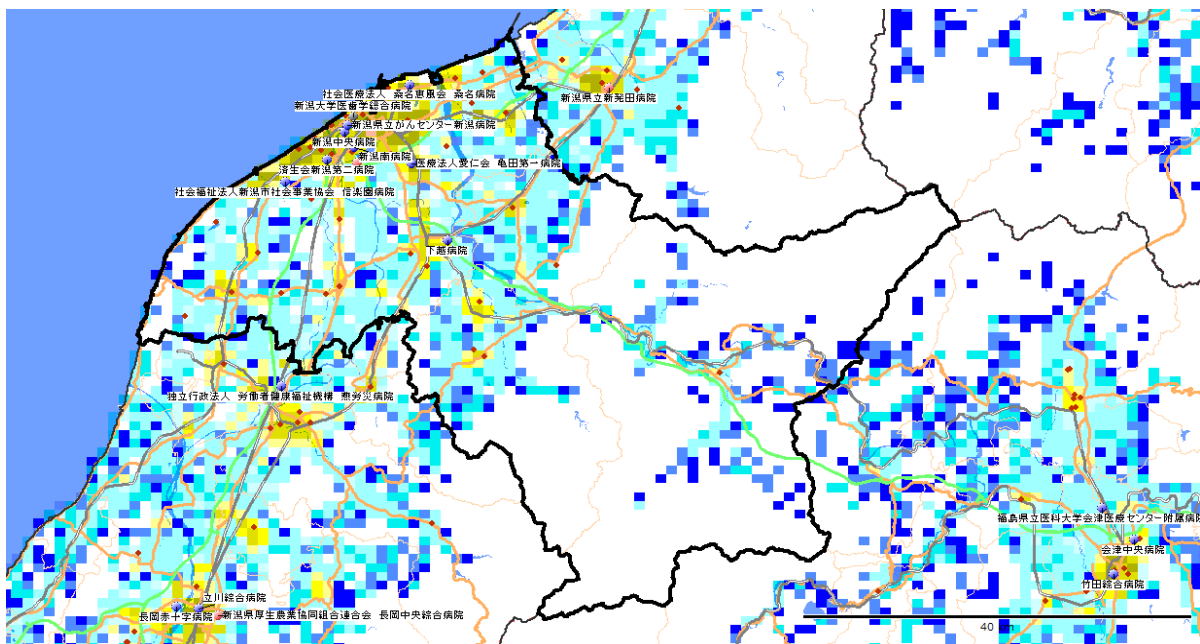 社会医療法人 桑名恵風会 桑名病院
新潟県立新発田病院
新潟大学医歯学総合病院
新潟県立がんセンター新潟病院
新潟中央病院
新潟南病院
医療法人愛仁会 亀田第一病院
済生会新潟第二病院
社会福祉法人新潟市社会事業協会 信楽園病院
下越病院
独立行政法人 労働者健康福祉機構 燕労災病院
福島県立医科大学会津医療センター附属病院
会津中央病院
竹田綜合病院
立川綜合病院
長岡赤十字病院
新潟県厚生農業協同組合連合会 長岡中央綜合病院